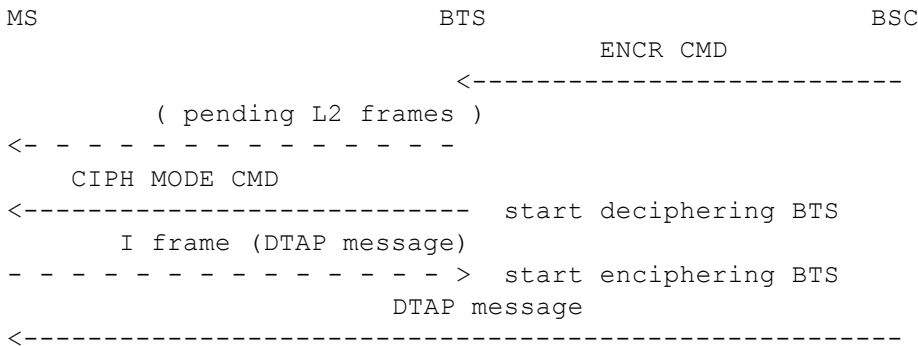 MS BTS BSC
ENCR CMD
<---------------------------
( pending L2 frames )
<- - - - - - - - - - - - - -
CIPH MODE CMD
<---------------------------- start deciphering BTS
I frame (DTAP message)
- - - - - - - - - - - - - - > start enciphering BTS
DTAP message
<-------------------------------------------------------